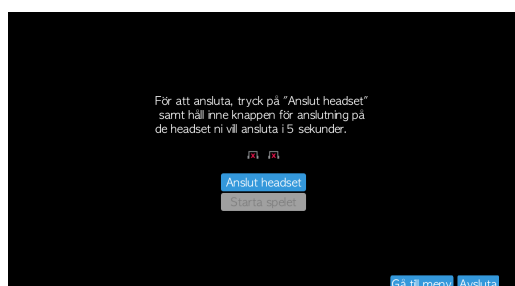 För att ansluta, tryck på "Anslut headset"
samt håll inne knappen för anslutning på
de headset ni vill ansluta i 5 sekunder.
Anslut headset
Starta spelet
Gå till meny Avsluta